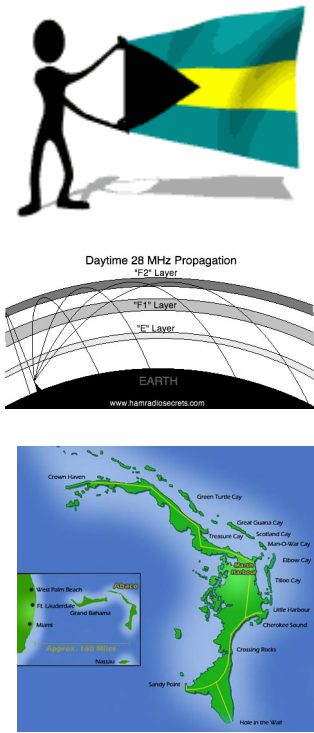 Daytime 28 MHz Propagation
"F2" Layer
"F1" Layer
"E" Layer
EARTH
www.hamradiosecrets.com
Crown Haven
Green Turtle Cay
Great Guana Cay
Scotland Cay
Treasure Cay
Man-O-War Cay
Marsh
Harbour
Elbow Cay
Tilloo Cay
Abaco
West Palm Beach
Ft. Lauderdale
Grand Bahama
Little Harbour
Miami
Cherokee Sound
Approx. 160 Miles
Crossing Rocks
Nassau
Sandy Point
Hole in the Wall